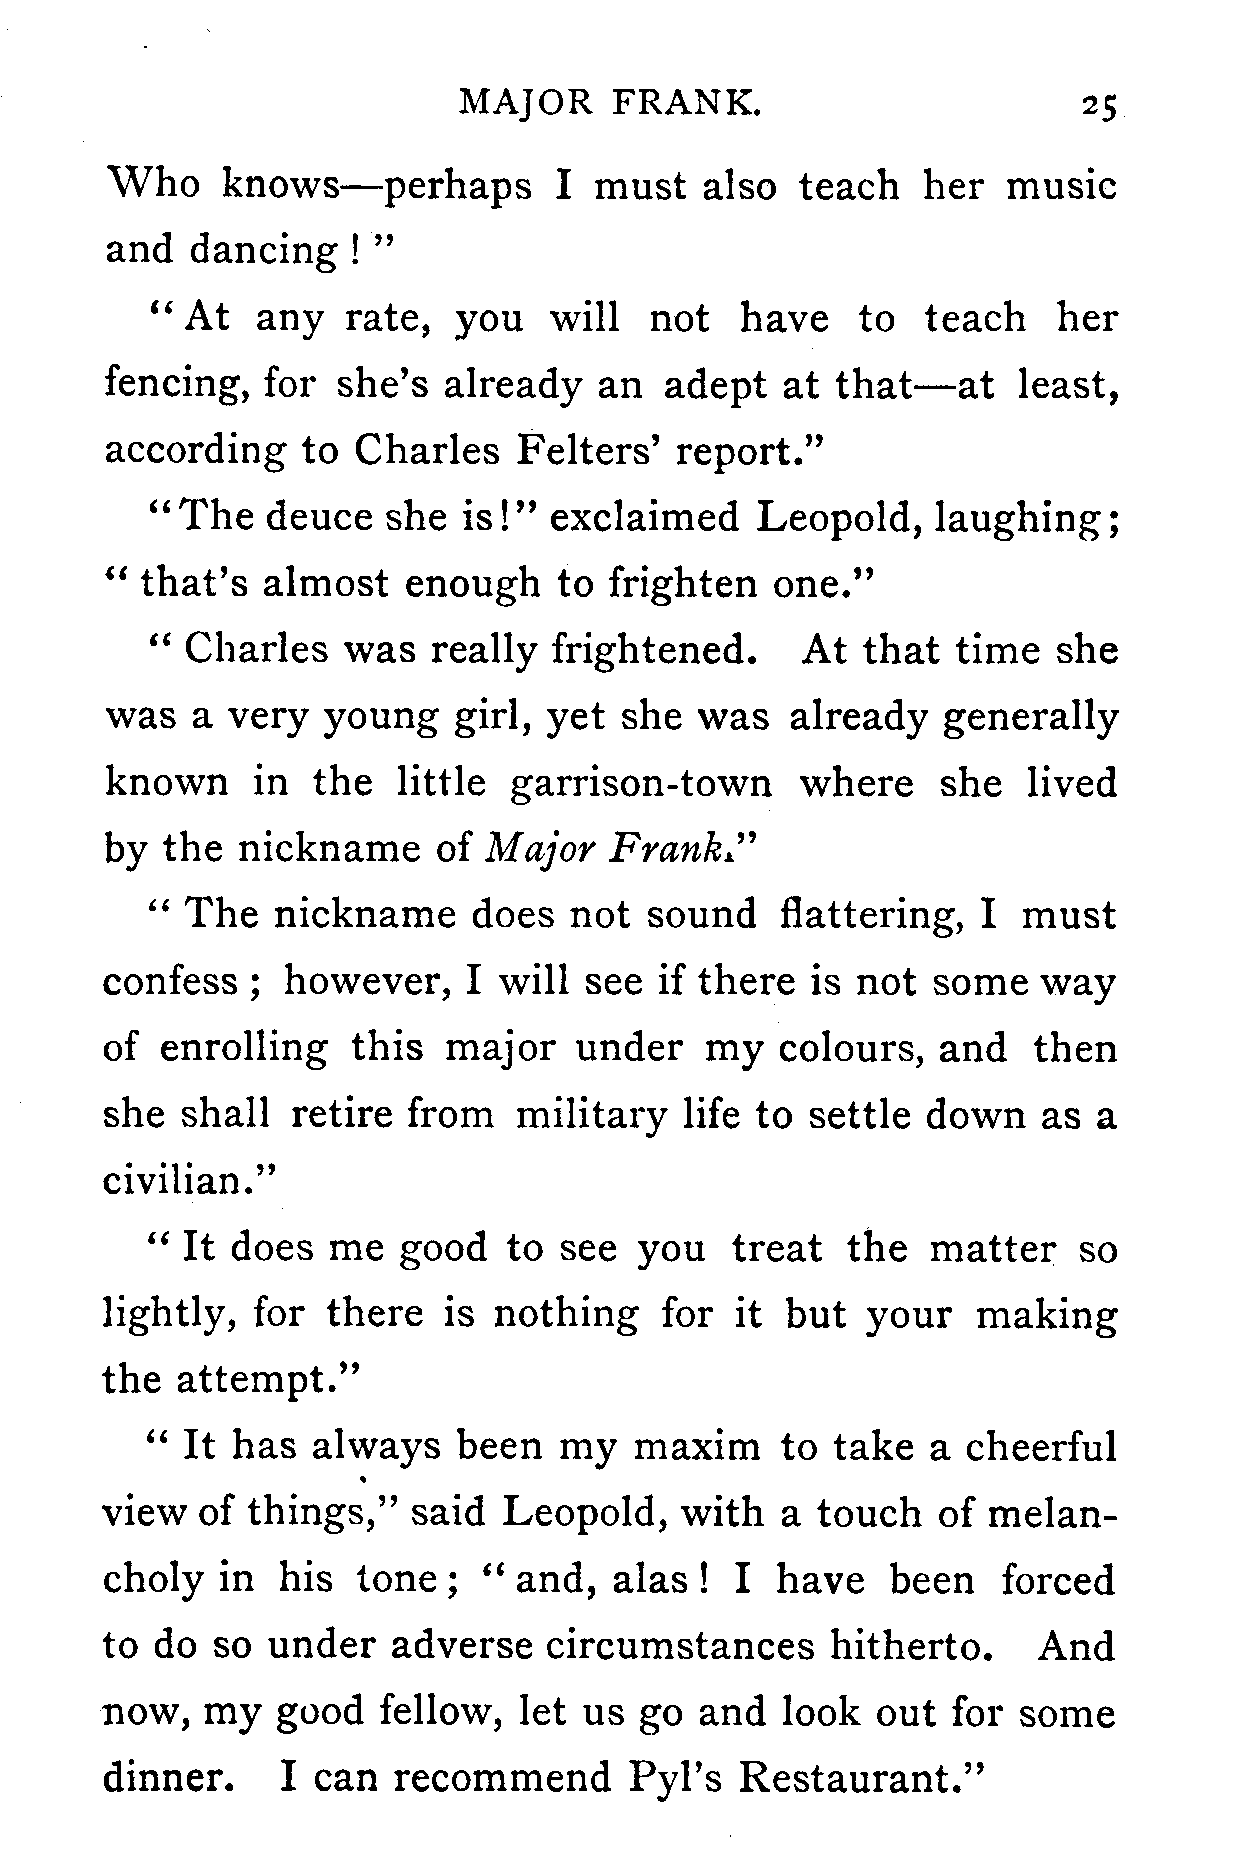 MAJOR FRANK. 25
Who knows—perhaps I must also teach her music
and dancing ! ”
“ At any rate, you will not have to teach her
fencing, for she’s already an adept at that—at least,
according to Charles Felters’ report.”
“ The deuce she is ! ” exclaimed Leopold, laughing ;
“ that’s almost enough to frighten one.”
“ Charles was really frightened. At that time she
was a very young girl, yet she was already generally
known in the little garrison-town where she lived
by the nickname of Major Frank.”
“ The nickname does not sound flattering, I must
confess ; however, I will see if there is not some way
of enrolling this major under my colours, and then
she shall retire from military life to settle down as a
civilian.”
“ It does me good to see you treat the matter so
lightly, for there is nothing for it but your making
the attempt.”
“ It has always been my maxim to take a cheerful
view of things,” said Leopold, with a touch of melan-
choly in his tone ; “ and, alas ! I have been forced
to do so under adverse circumstances hitherto. And
now, my good fellow, let us go and look out for some
dinner. I can recommend Pyl’s Restaurant.”